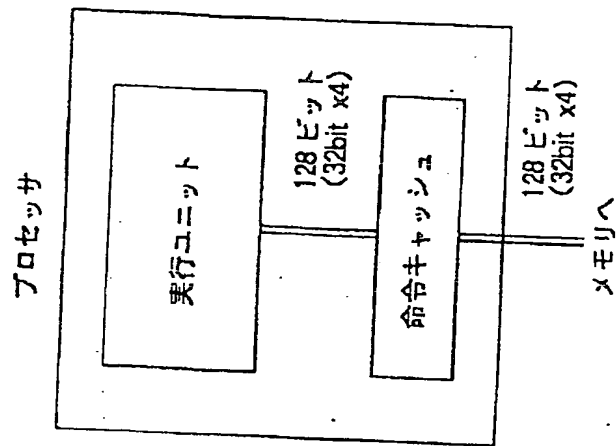 プロセッサ
実行ユニット
128 ビット
(32bit x4)
命令キャッシュ
128 ビット
(32bit x4)
メモリへ